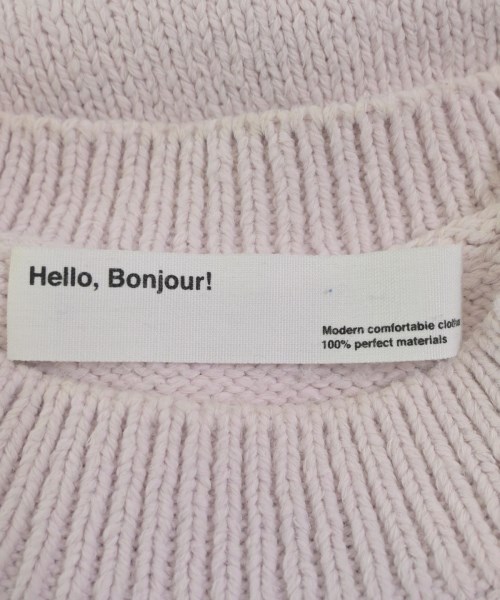 Hello, Bonjour!
Modern comfortable
100% perfect materials